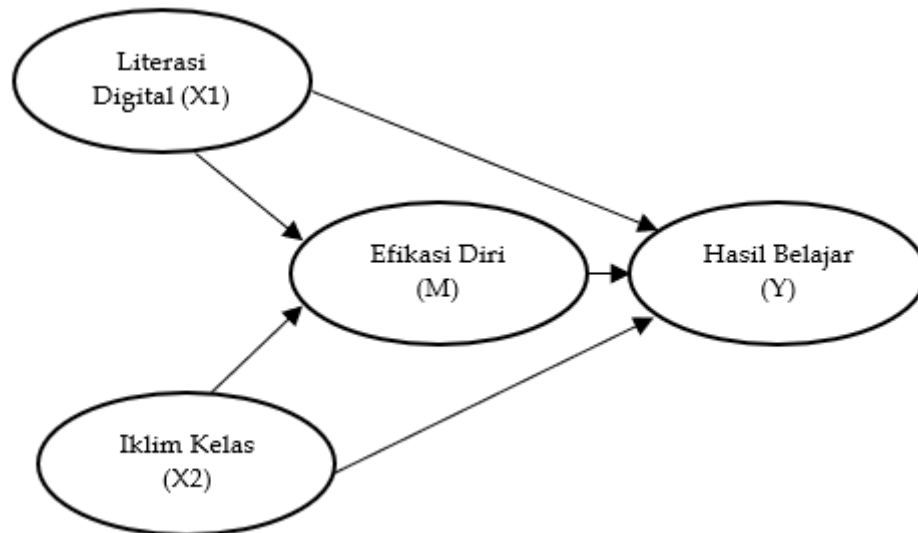 Literasi
Digital (X1)
Efikasi Diri
(M)
Hasil Belajar
(Y)
Iklim Kelas
(X2)